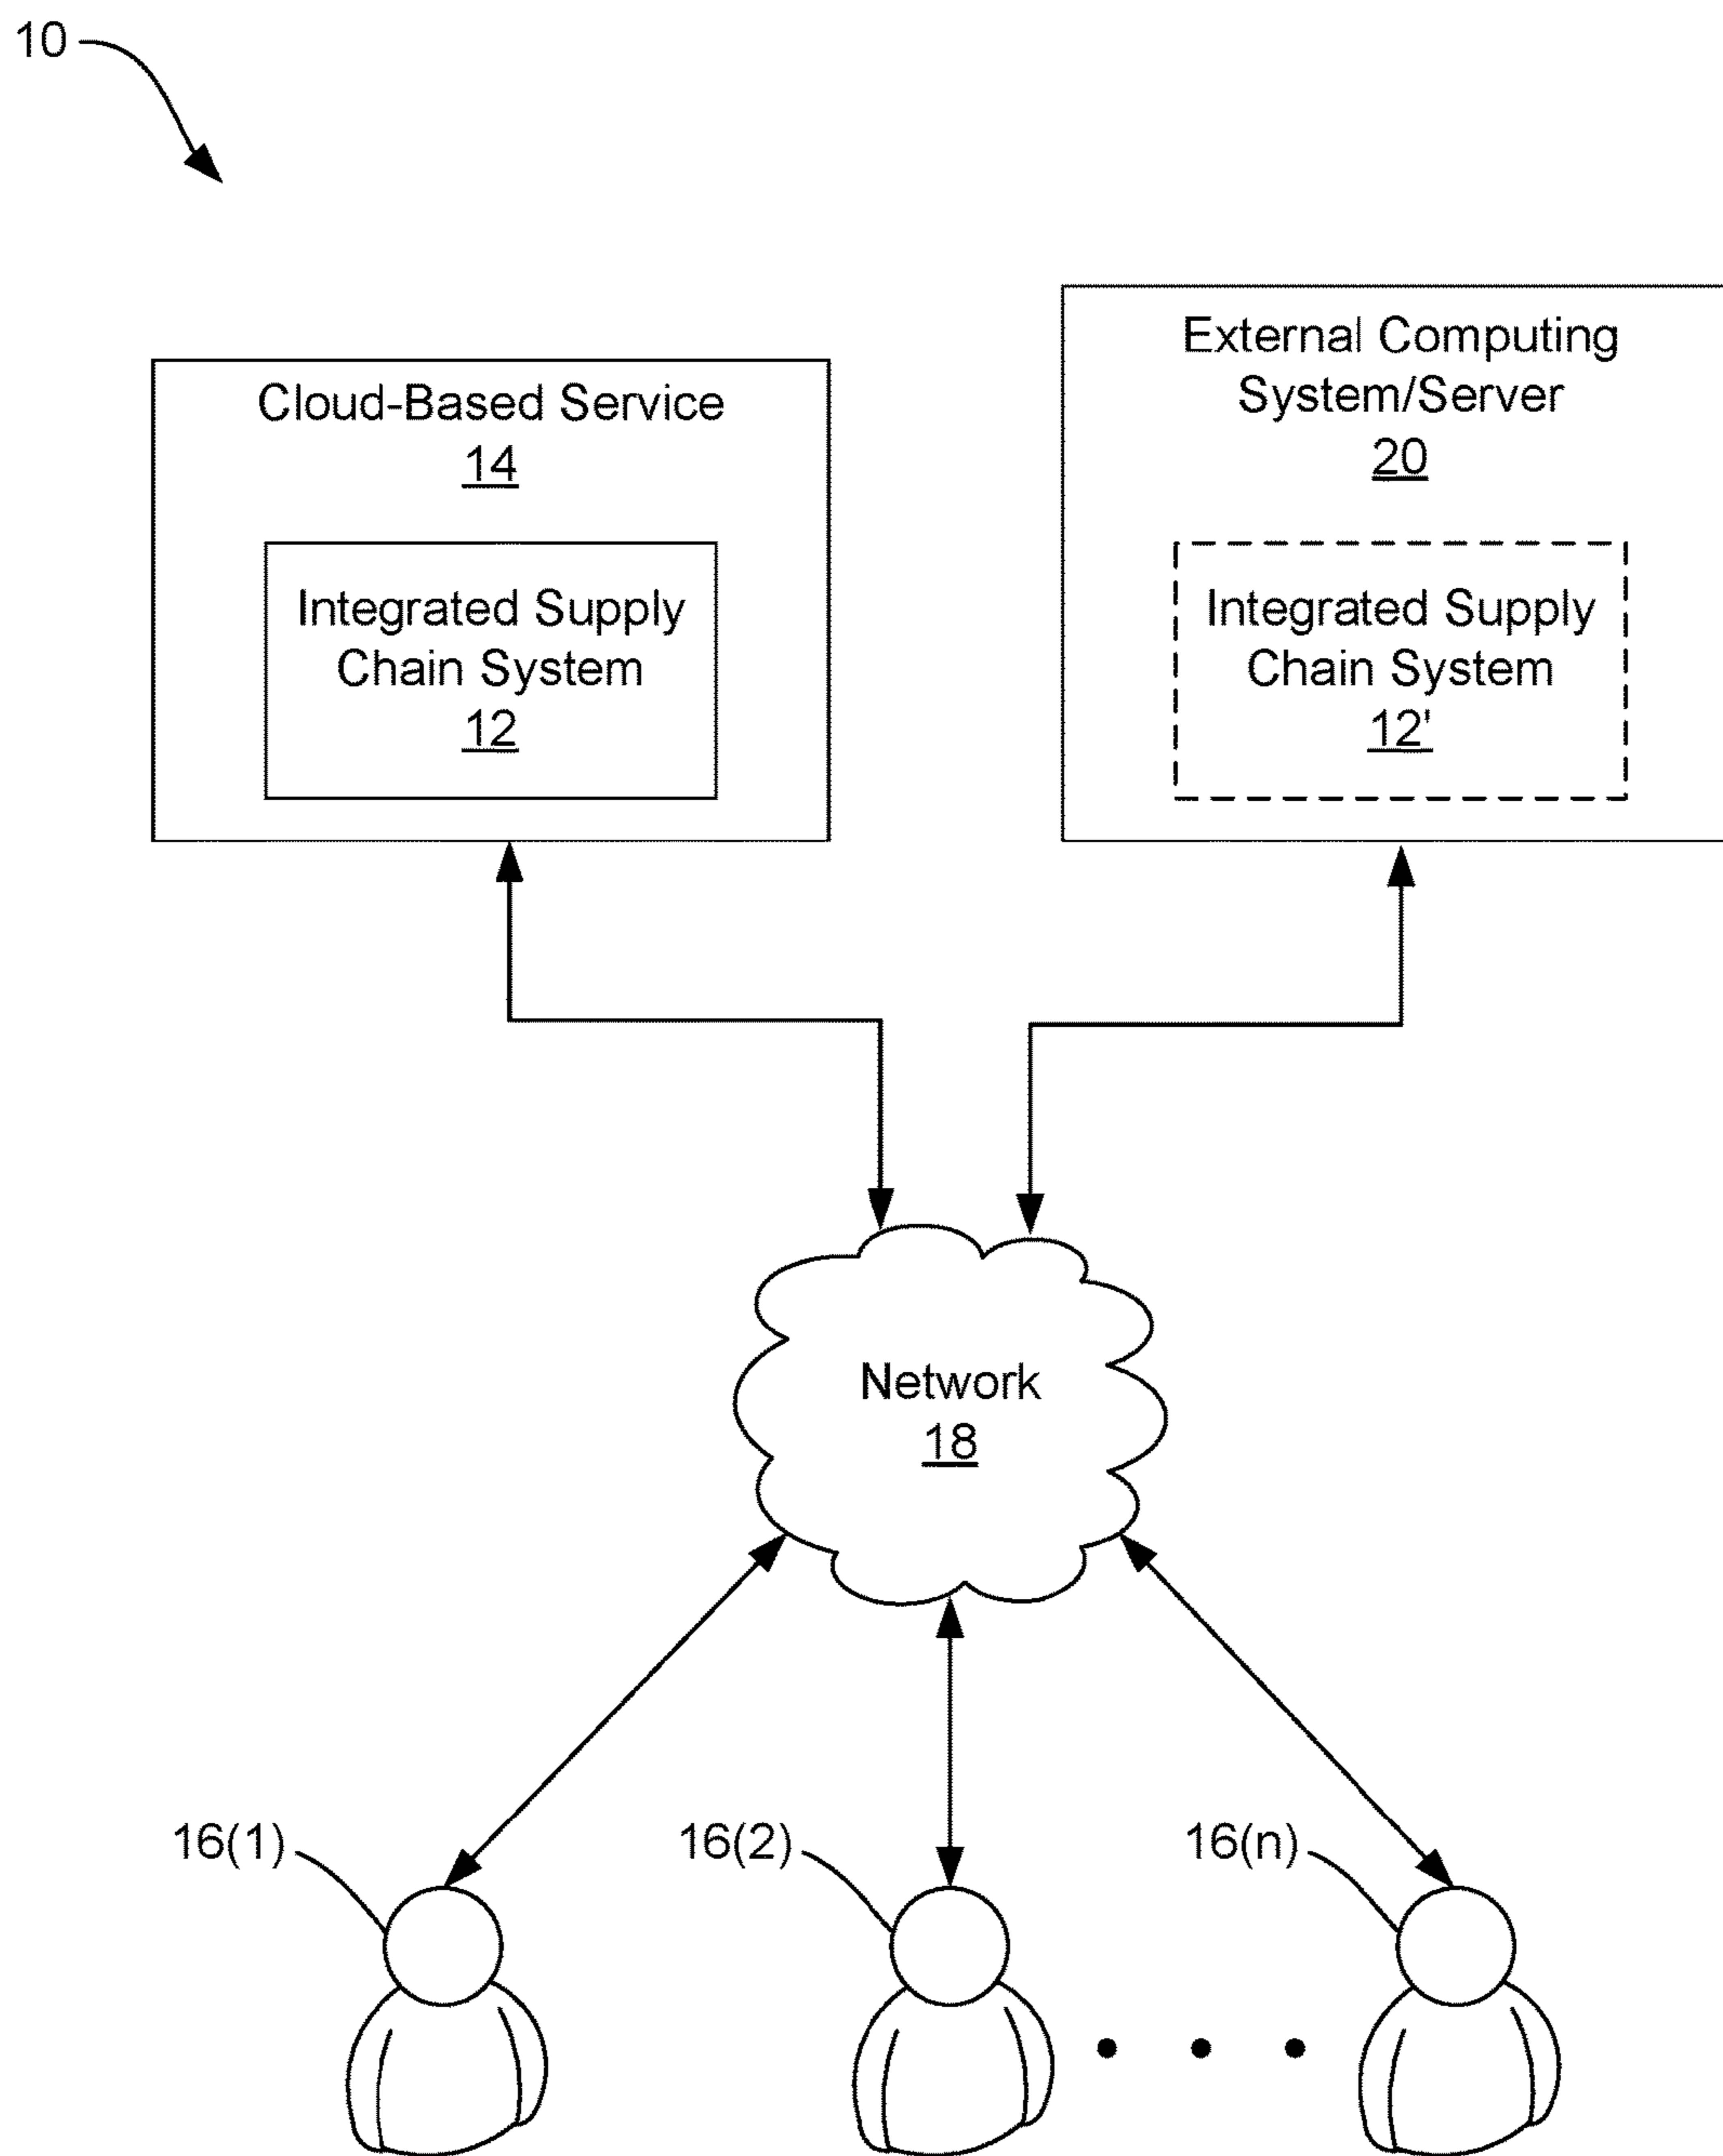 10
Cloud-Based Service
14
Integrated Supply
Chain System
12
External Computing
System/Server
20
Integrated Supply
Chain System
12'
Network
18
16(1)
16(2)
16(n)